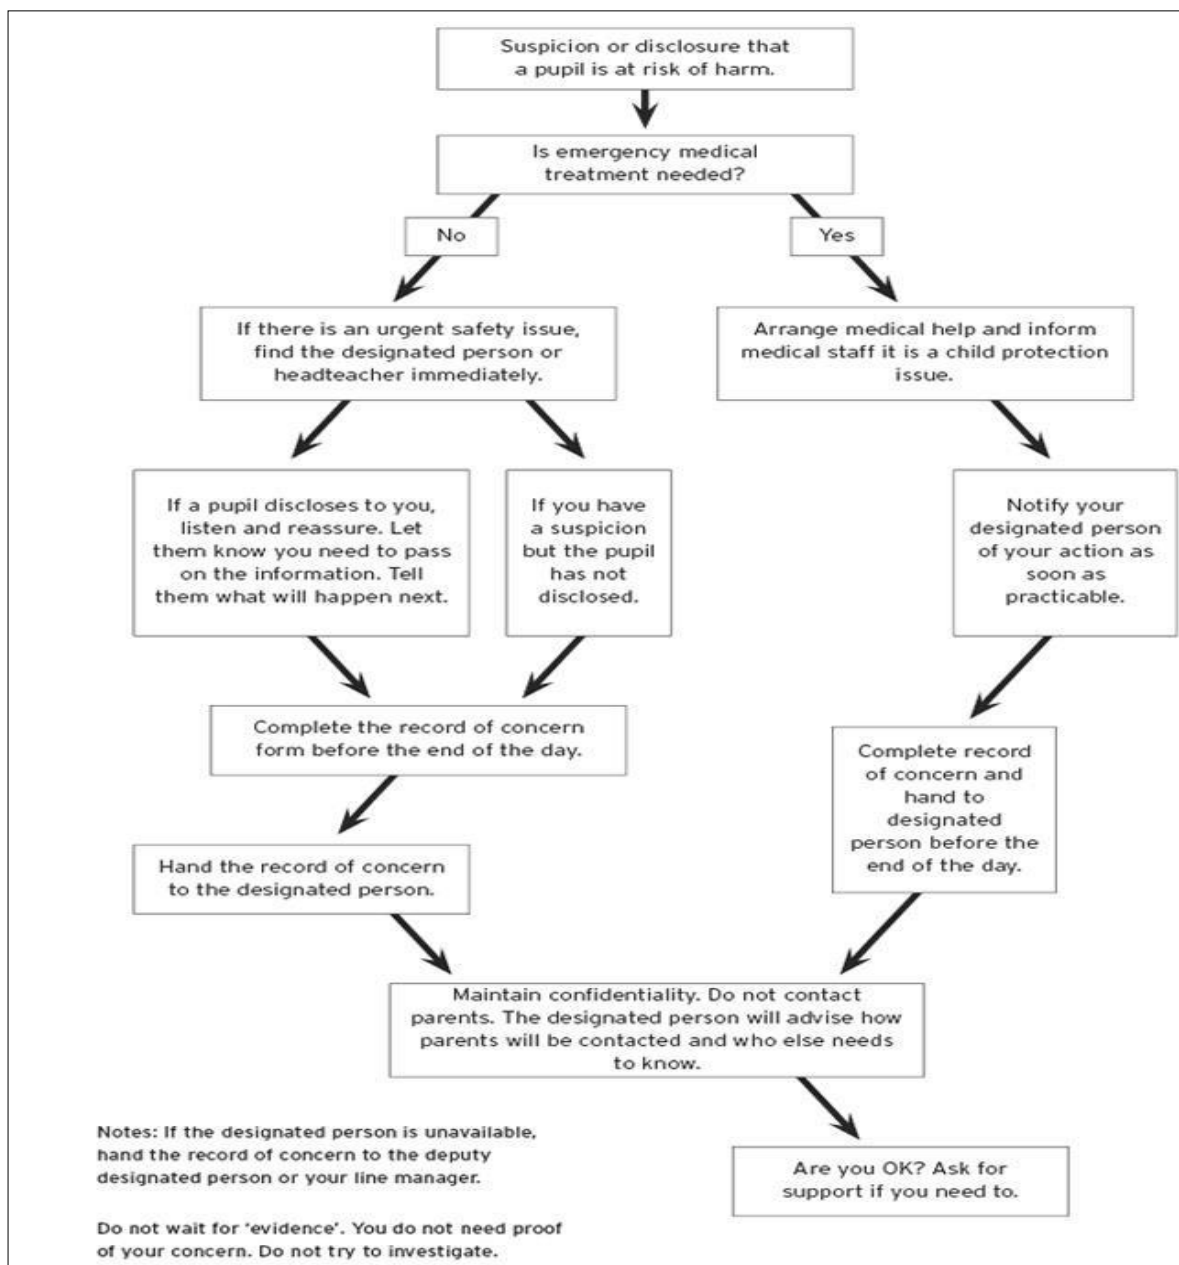 Suspicion or disclosure that
a pupil is at risk of harm.
Is emergency medical
treatment needed?
No
Yes
If there is an urgent safety issue,
find the designated person or
headteacher immediately.
Arrange medical help and inform
medical staff it is a child protection
issue.
If a pupil discloses to you,
listen and reassure. Let
them know you need to pass
on the information. Tell
them what will happen next.
If you have
a suspicion
but the pupil
has not
disclosed.
Notify your
designated person
of your action as
soon as
practicable.
Complete the record of concern
form before the end of the day.
Complete record
of concern and
hand to
designated
person before the
end of the day.
Hand the record of concern
to the designated person.
Maintain confidentiality. Do not contact
parents. The designated person will advise how
parents will be contacted and who else needs
to know.
Are you OK? Ask for
support if you need to.
Notes: If the designated person is unavailable,
hand the record of concern to the deputy
designated person or your line manager.
Do not wait for 'evidence'. You do not need proof
of your concern. Do not try to investigate.